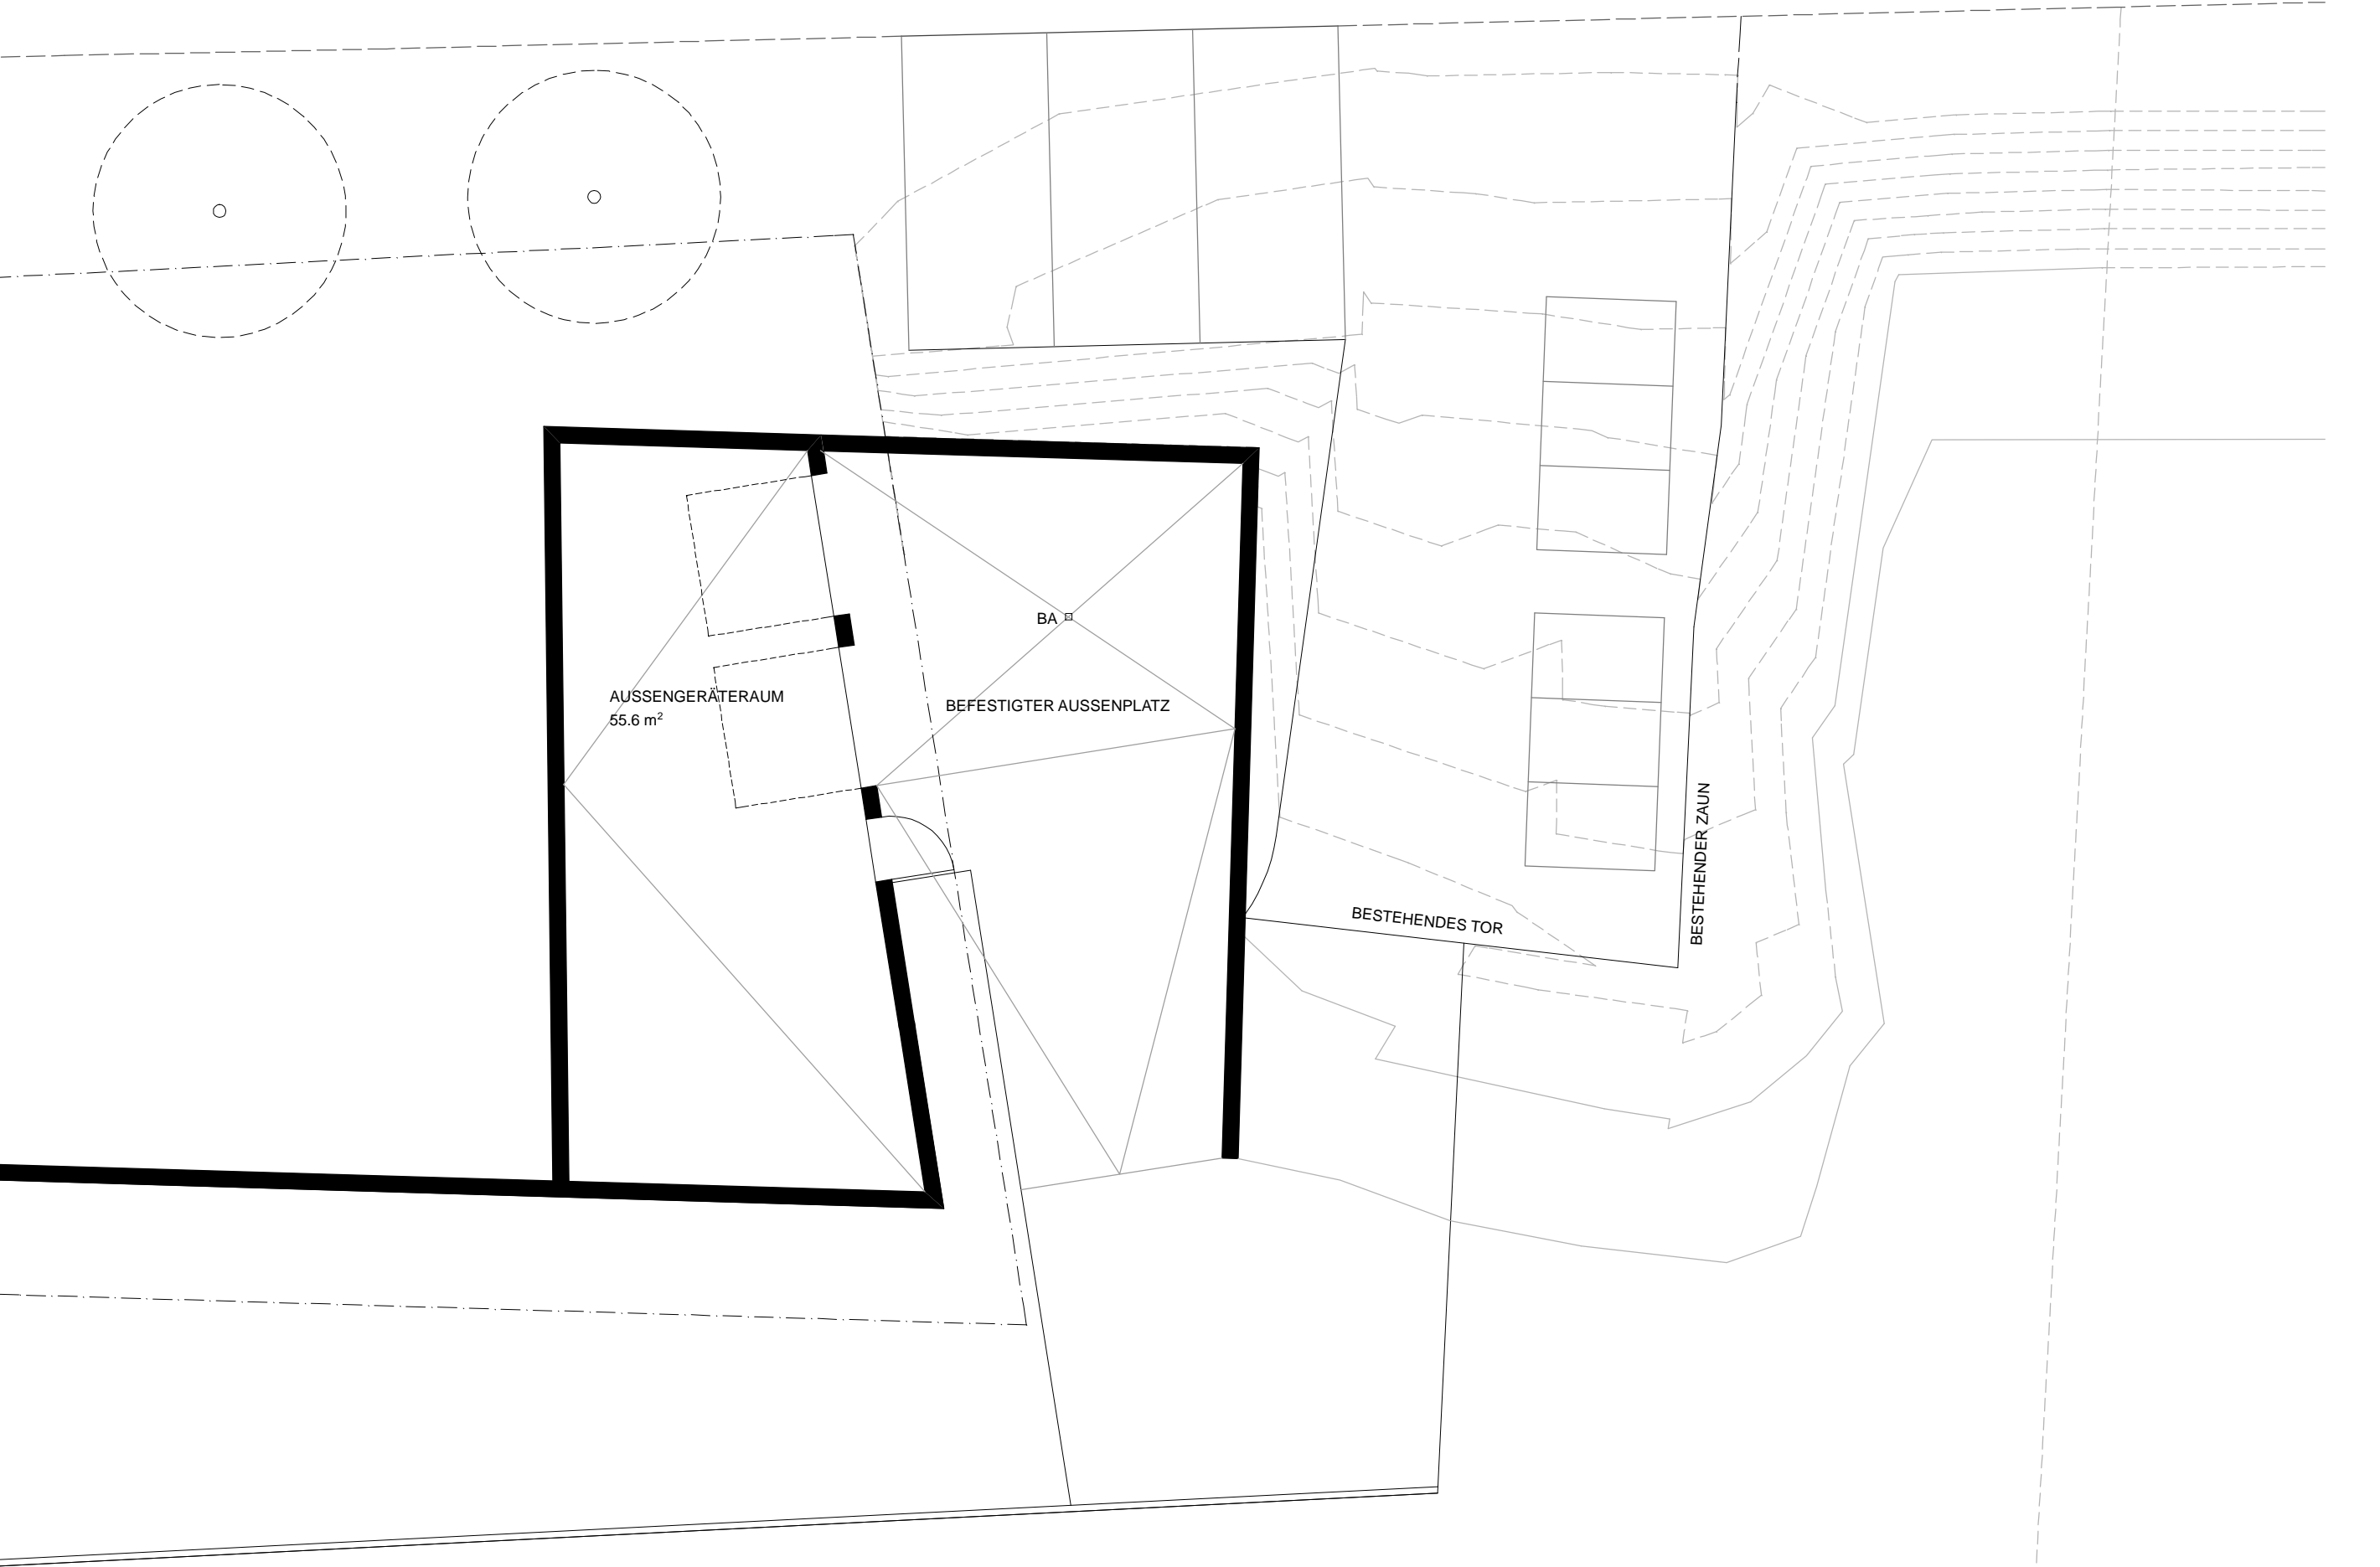 BA
AUSSENGERÄTERAUM
55.6 m²
BEFESTIGTER AUSSENPLATZ
BESTEHENDES TOR
BESTEHENDER ZAUN